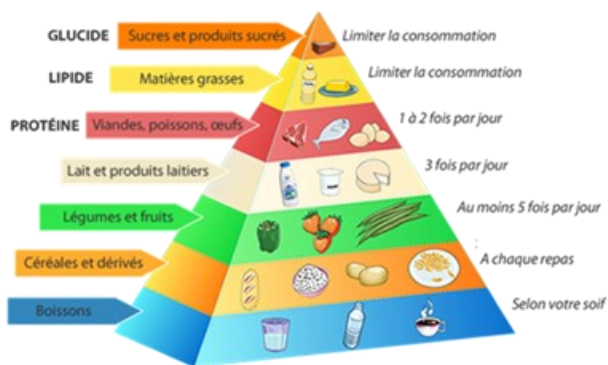 GLUCIDE Sucres et produits sucrés Limiter la consommation
LIPIDE Matières grasses Limiter la consommation
PROTÉINE Viandes, poissons, œufs 1 à 2 fois par jour
Lait et produits laitiers 3 fois par jour
Légumes et fruits Au moins 5 fois par jour
Céréales et dérivés A chaque repas
Boissons Selon votre soif